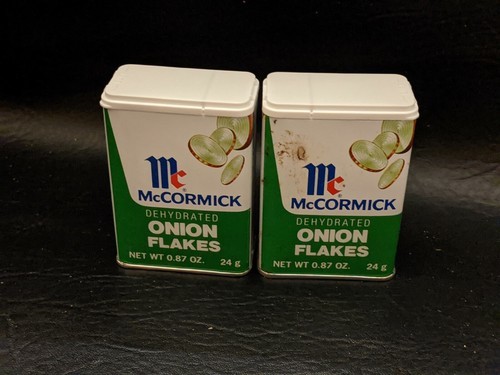 Mc
McCORMICK
DEHYDRATED
ONION
FLAKES
NET WT 0.87 OZ. 24 g
Mc
McCORMICK
DEHYDRATED
ONION
FLAKES
NET WT 0.87 OZ. 24 g